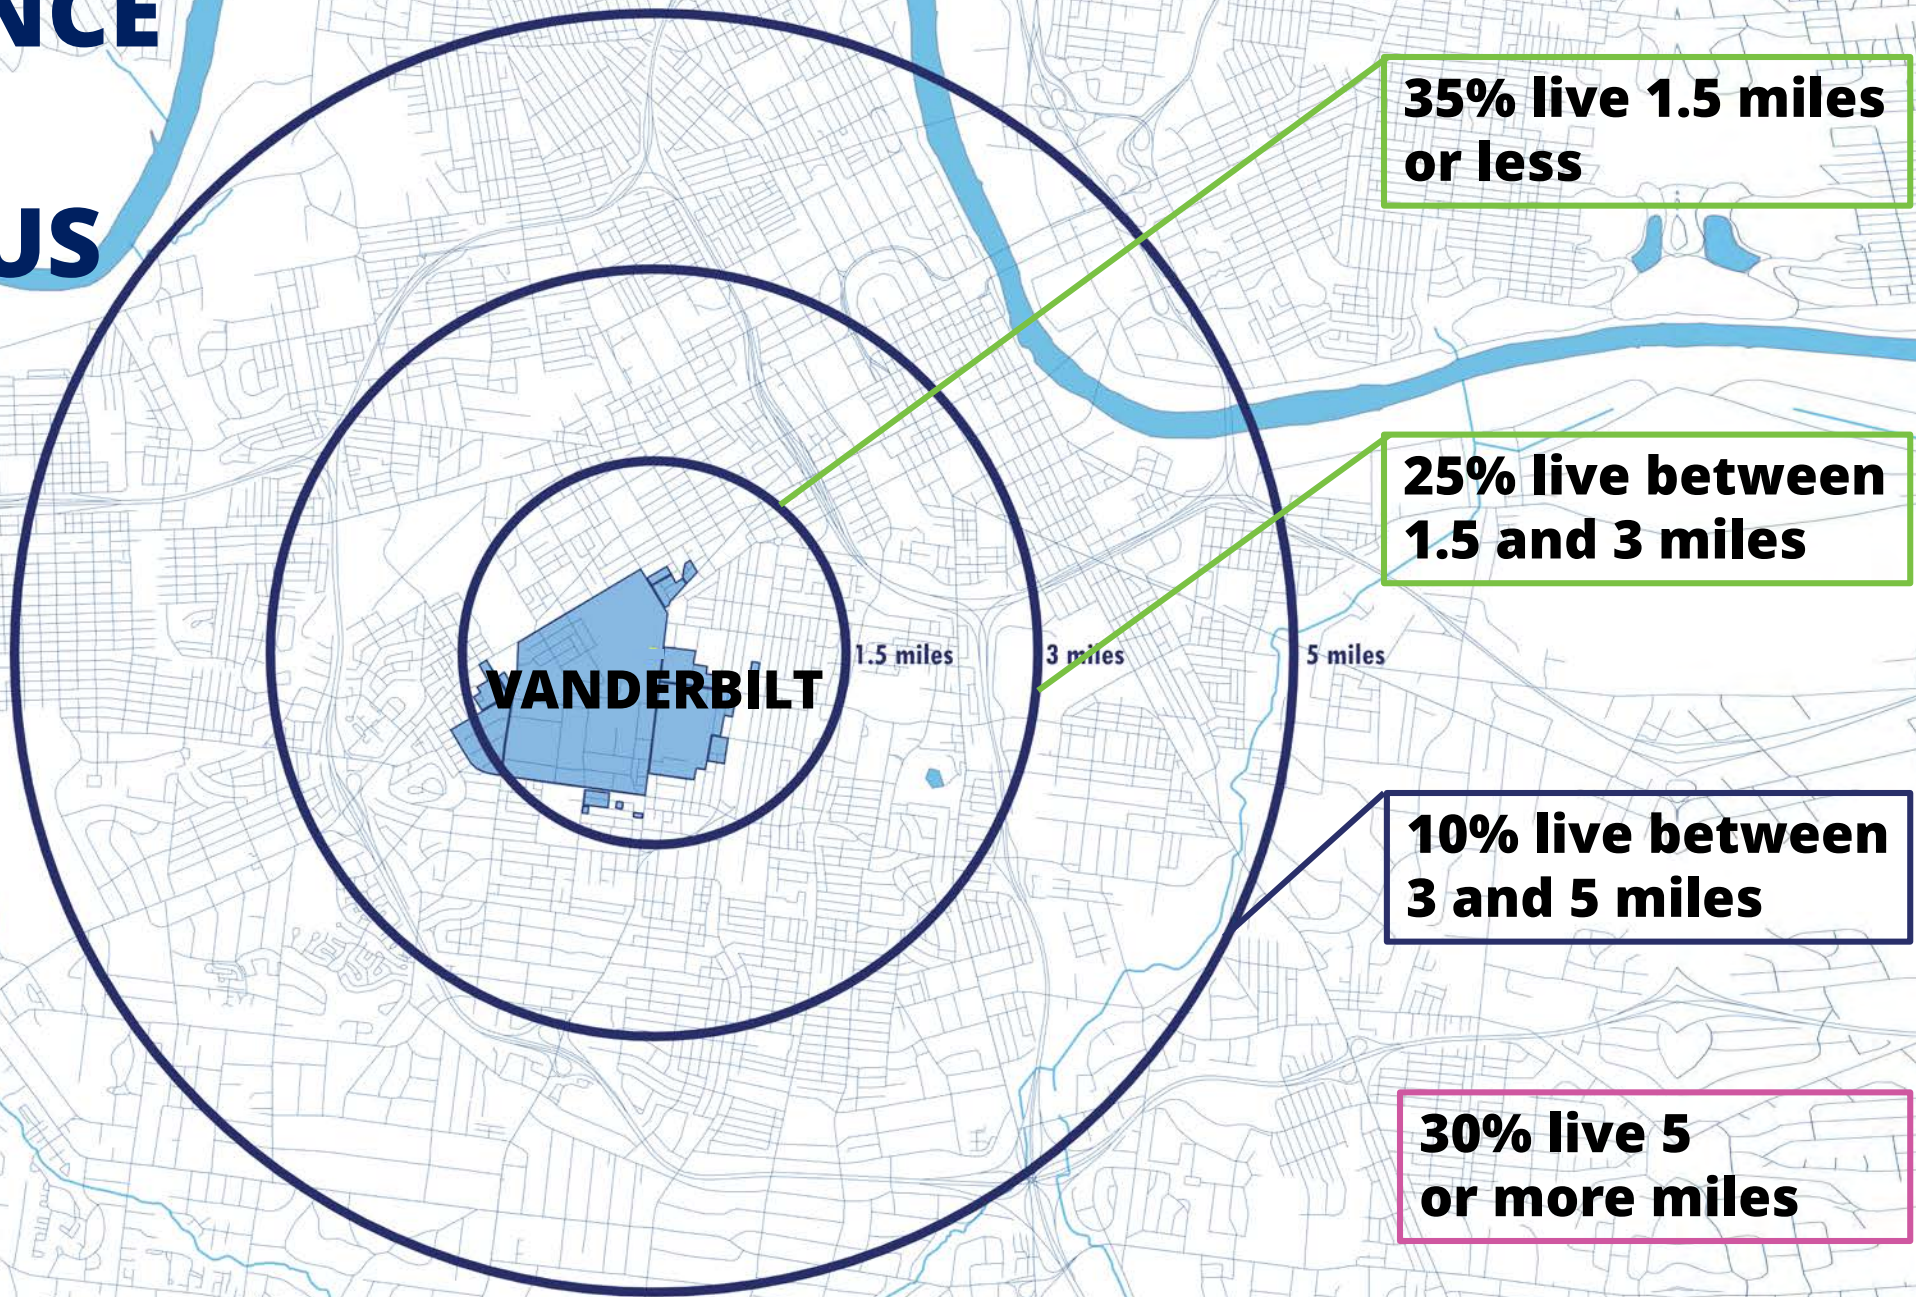 NCE
US
35% live 1.5 miles
or less
25% live between
1.5 and 3 miles
VANDERBILT
1.5 miles
3 miles
5 miles
10% live between
3 and 5 miles
30% live 5
or more miles